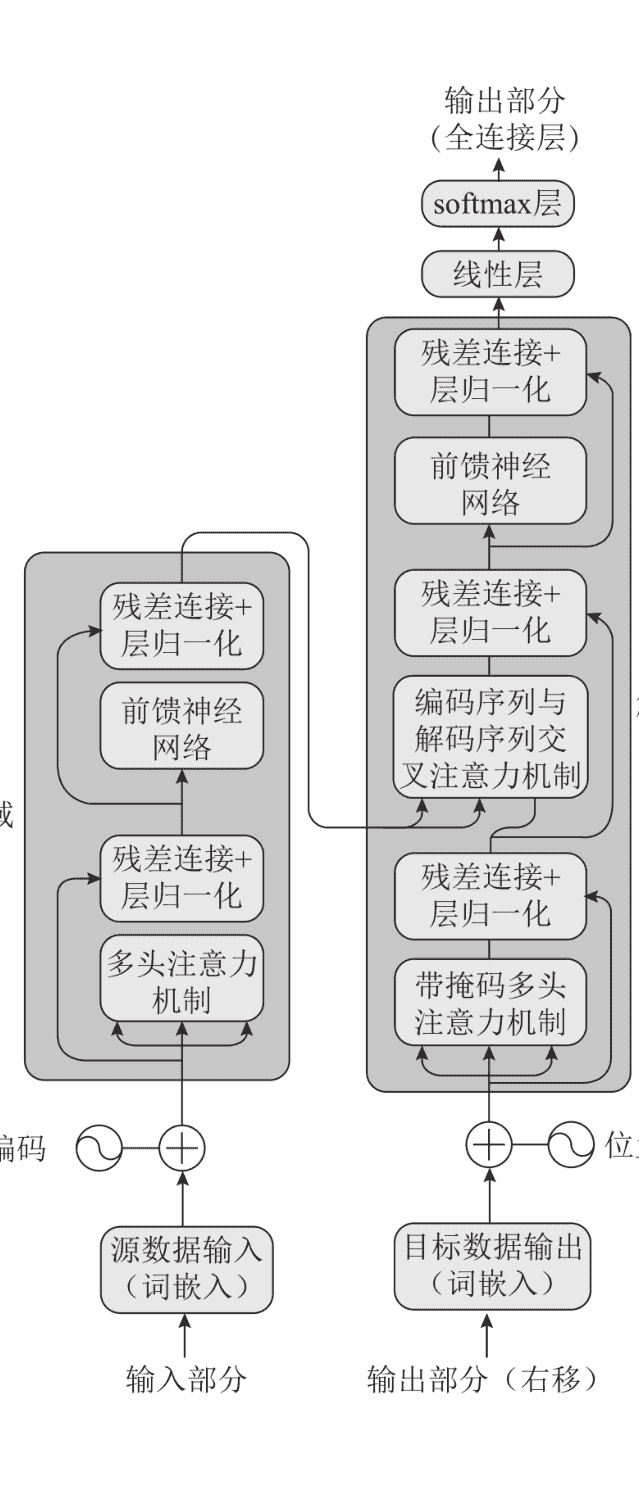 输出部分
(全连接层)
softmax层
线性层
残差连接+
层归一化
前馈神经
网络
残差连接+
层归一化
编码序列与
解码序列交
叉注意力机制
残差连接+
层归一化
带掩码多头
注意力机制
残差连接+
层归一化
前馈神经
网络
残差连接+
层归一化
多头注意力
机制
编码
位
源数据输入
（词嵌入）
目标数据输出
（词嵌入）
输入部分
输出部分（右移）